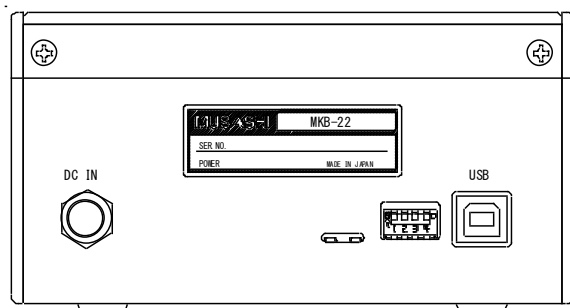 MUSASHI MKB-22
SER NO.
POWER MADE IN JAPAN
DC IN USB
1 2 3 4